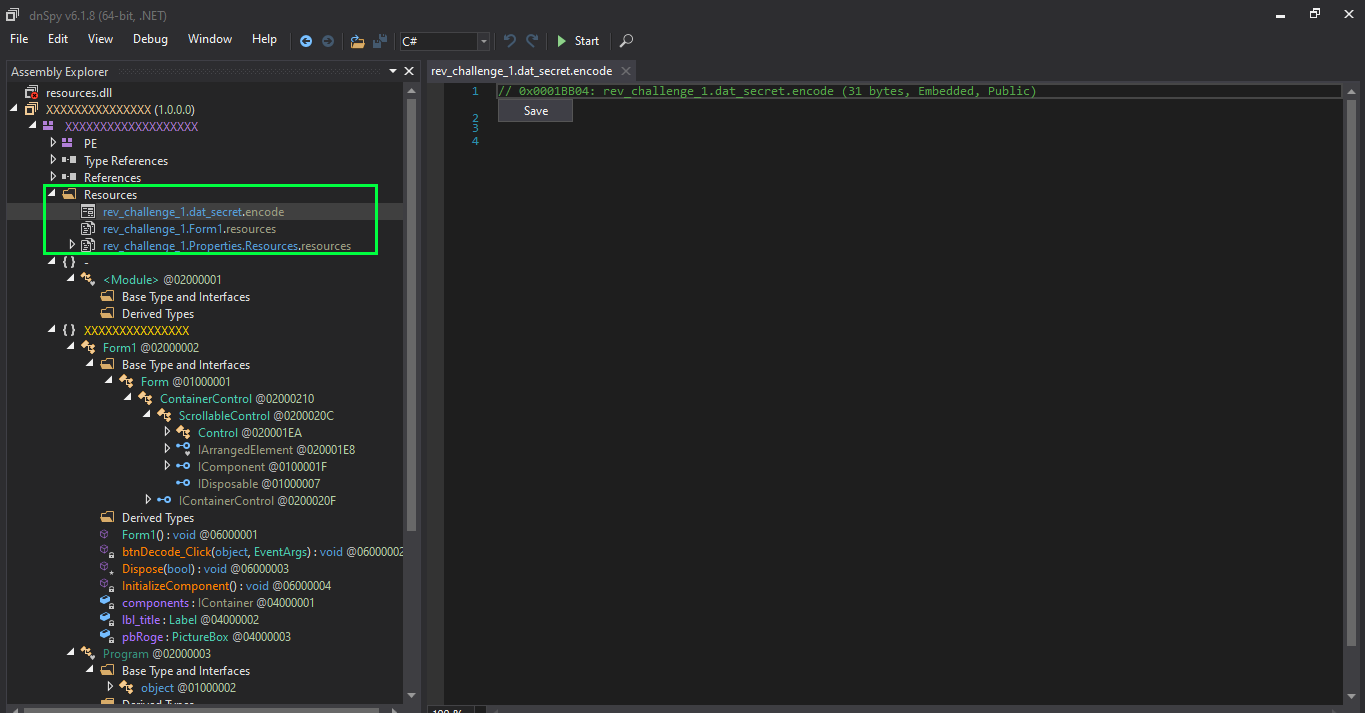 dnSpy v6.1.8 (64-bit, .NET)
File Edit View Debug Window Help C# Start
Assembly Explorer
resources.dll
XXXXXXXXXXXXXXX (1.0.0.0)
XXXXXXXXXXXXXXXXXXX
PE
Type References
References
Resources
rev_challenge_1.dat_secret.encode
rev_challenge_1.Form1.resources
rev_challenge_1.Properties.Resources.resources
{ } -
<Module> @02000001
Base Type and Interfaces
Derived Types
{ } XXXXXXXXXXXXXXX
Form1 @02000002
Base Type and Interfaces
Form @01000001
ContainerControl @02000210
ScrollableControl @0200020C
Control @020001EA
IArrangedElement @020001E8
IComponent @0100001F
IDisposable @01000007
IContainerControl @0200020F
Derived Types
Form1() : void @06000001
btnDecode_Click(object, EventArgs) : void @06000002
Dispose(bool) : void @06000003
InitializeComponent() : void @06000004
components : IContainer @04000001
lbl_title : Label @04000002
pbRoge : PictureBox @04000003
Program @02000003
Base Type and Interfaces
object @01000002
Derived Types
rev_challenge_1.dat_secret.encode
1 // 0x0001BB04: rev_challenge_1.dat_secret.encode (31 bytes, Embedded, Public)
Save
2
3
4
100 %